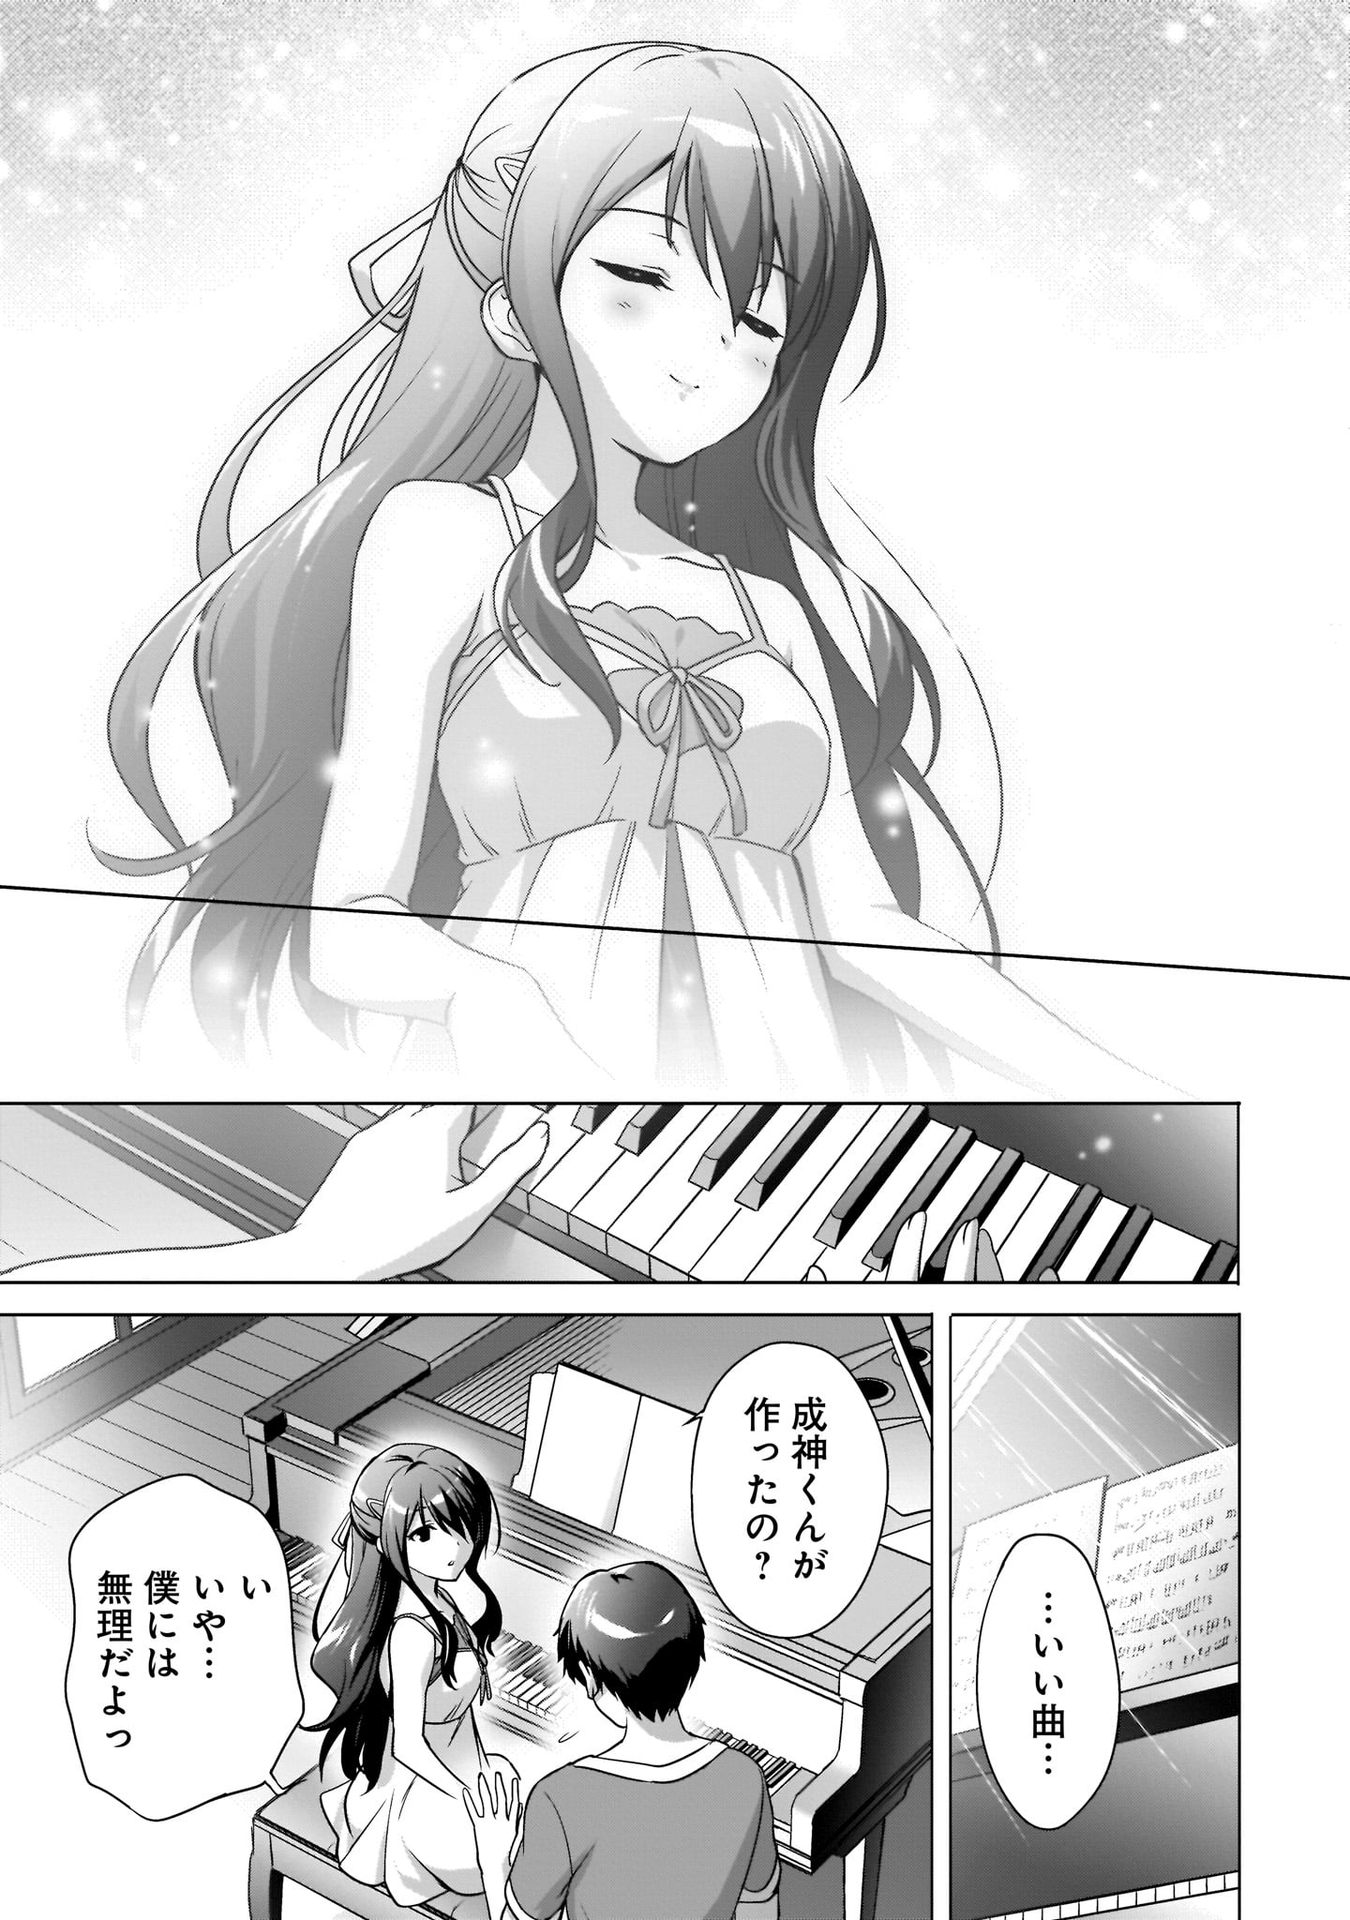 …いい曲…
成神くんが
作ったの？
い
いや…
僕には
無理だよっ